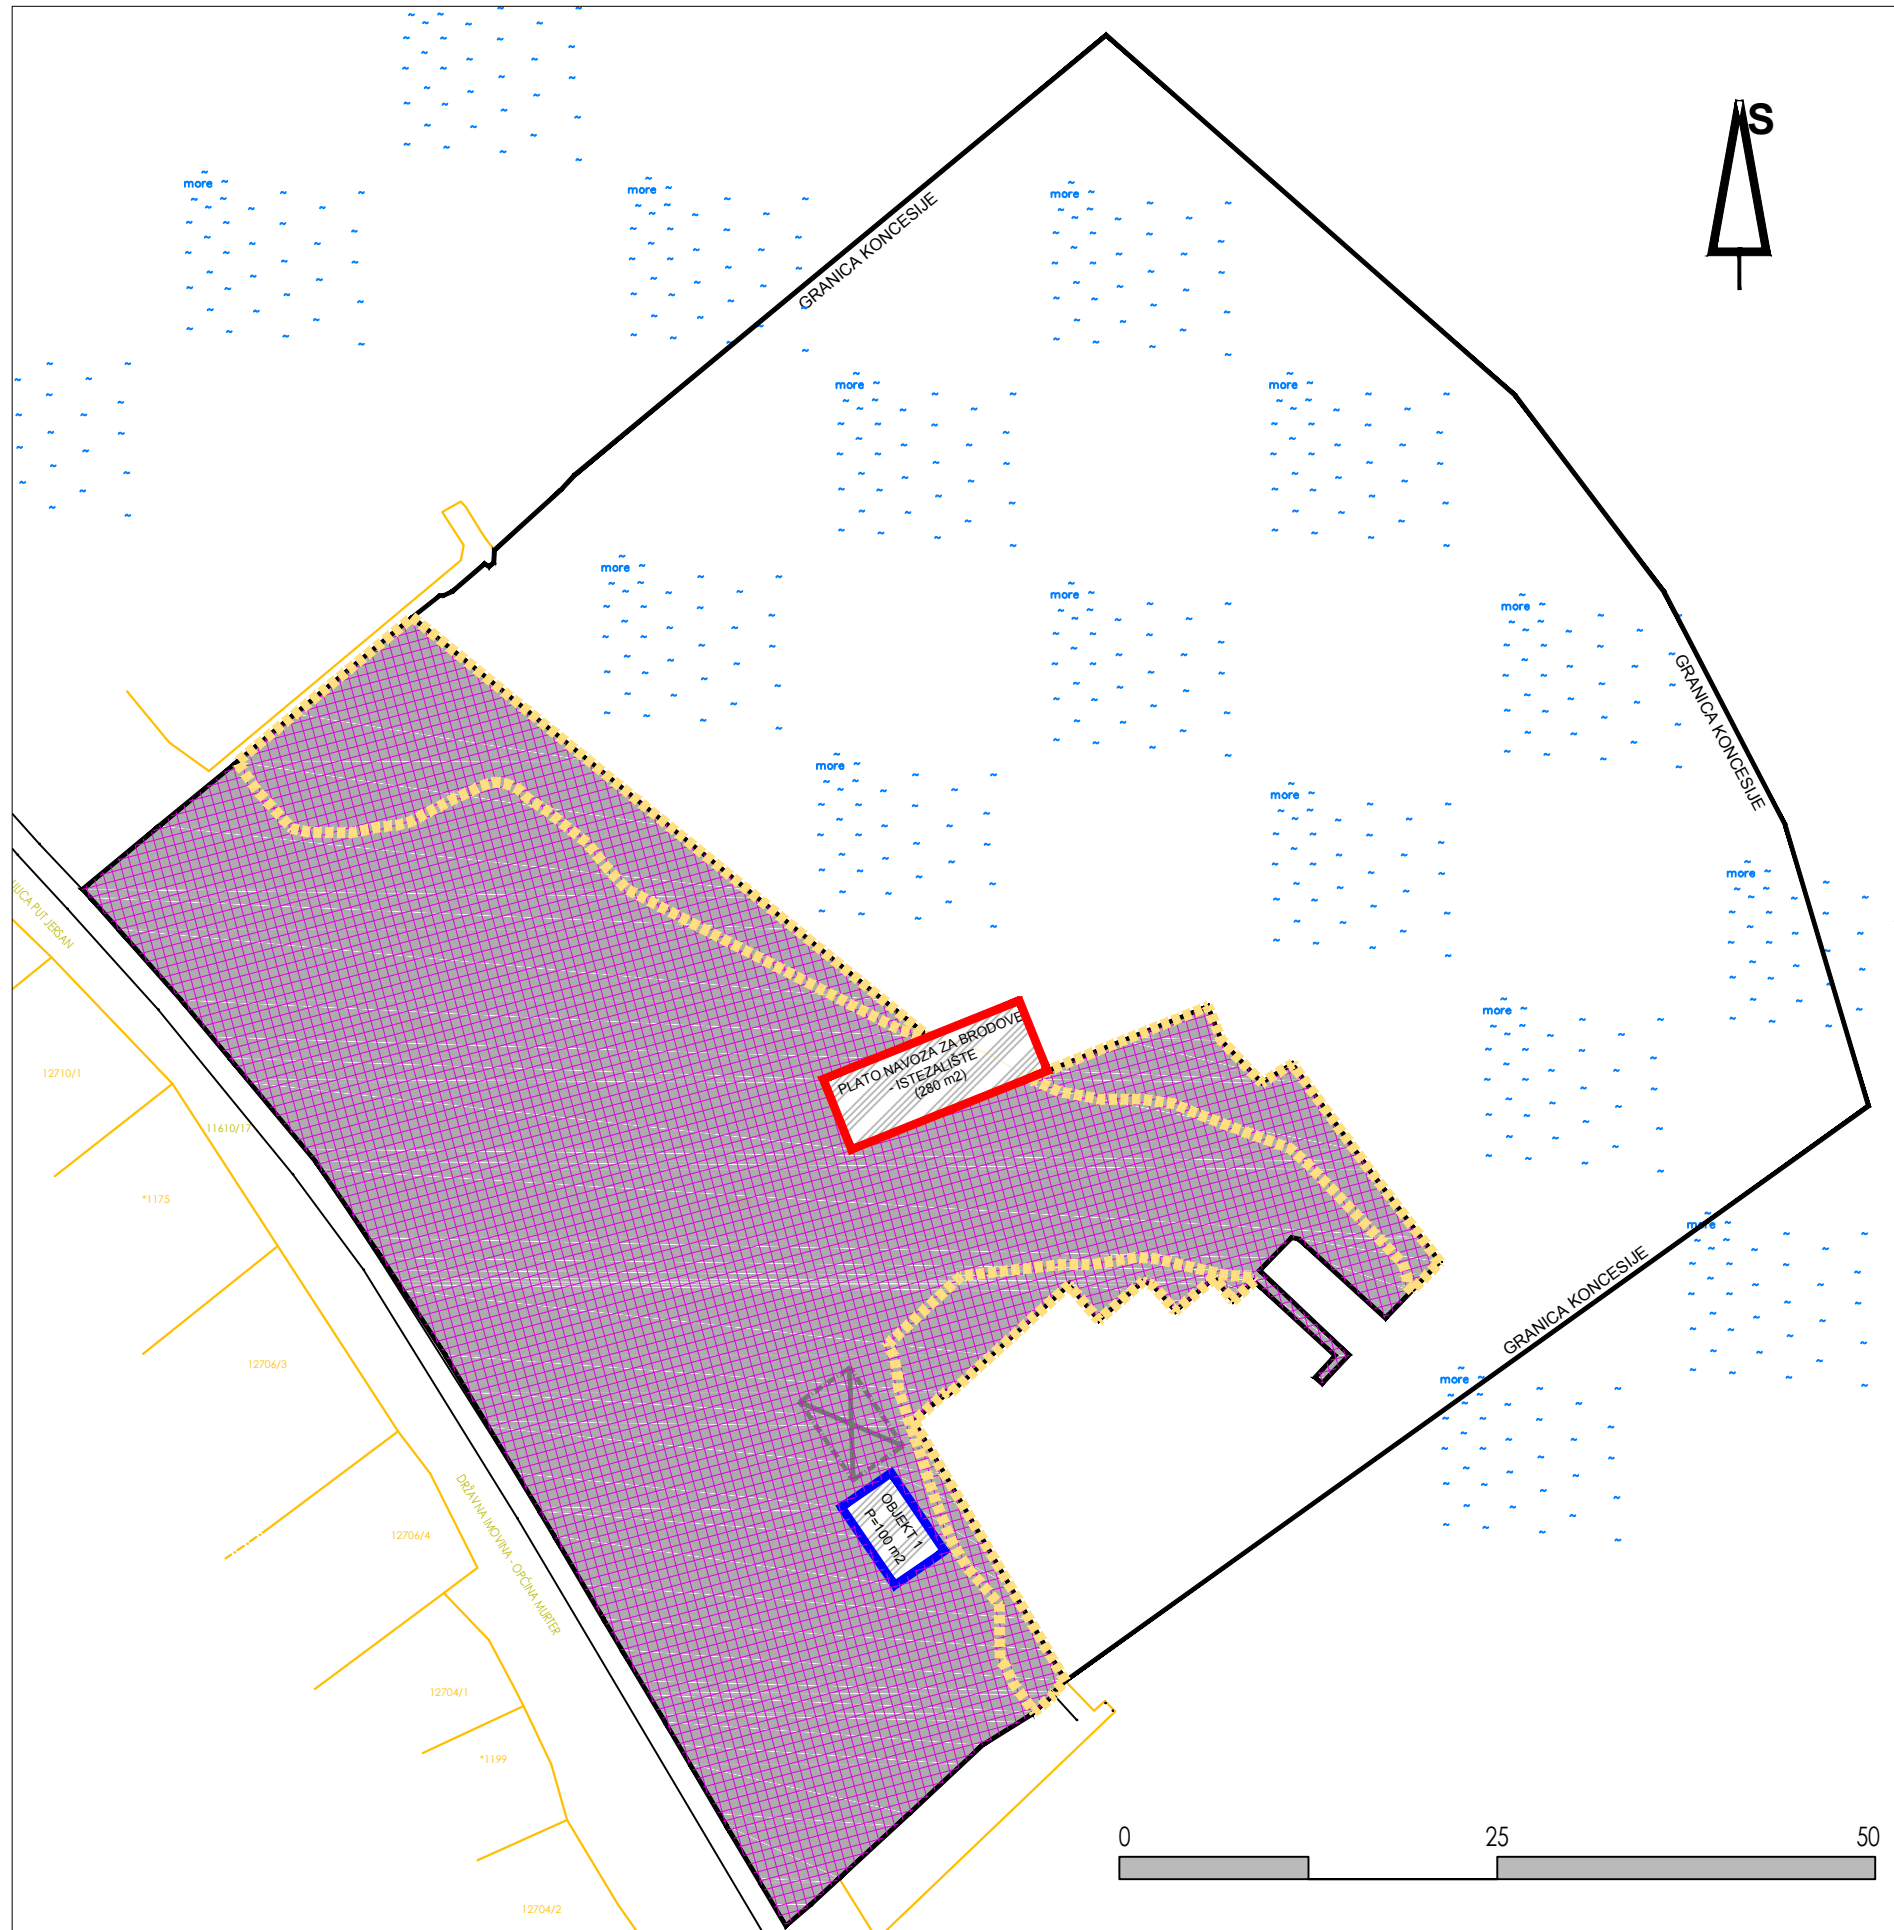 S
more
more
more
GRANICA KONCESIJE
more
more
more
more
more
GRANICA KONCESIJE
more
more
more
ULICA PUT JERSAN
more
PLATO NAVOZA ZA BRODOVE
- ISTEZALIŠTE
(280 m2)
12710/1
11610/17
*1175
more
GRANICA KONCESIJE
12706/3
more
OBJEKT 1
P=100 m2
12706/4
DRŽAVNA IMOVINA - OPĆINA MURTER
12704/1
*1199
0 25 50
12704/2